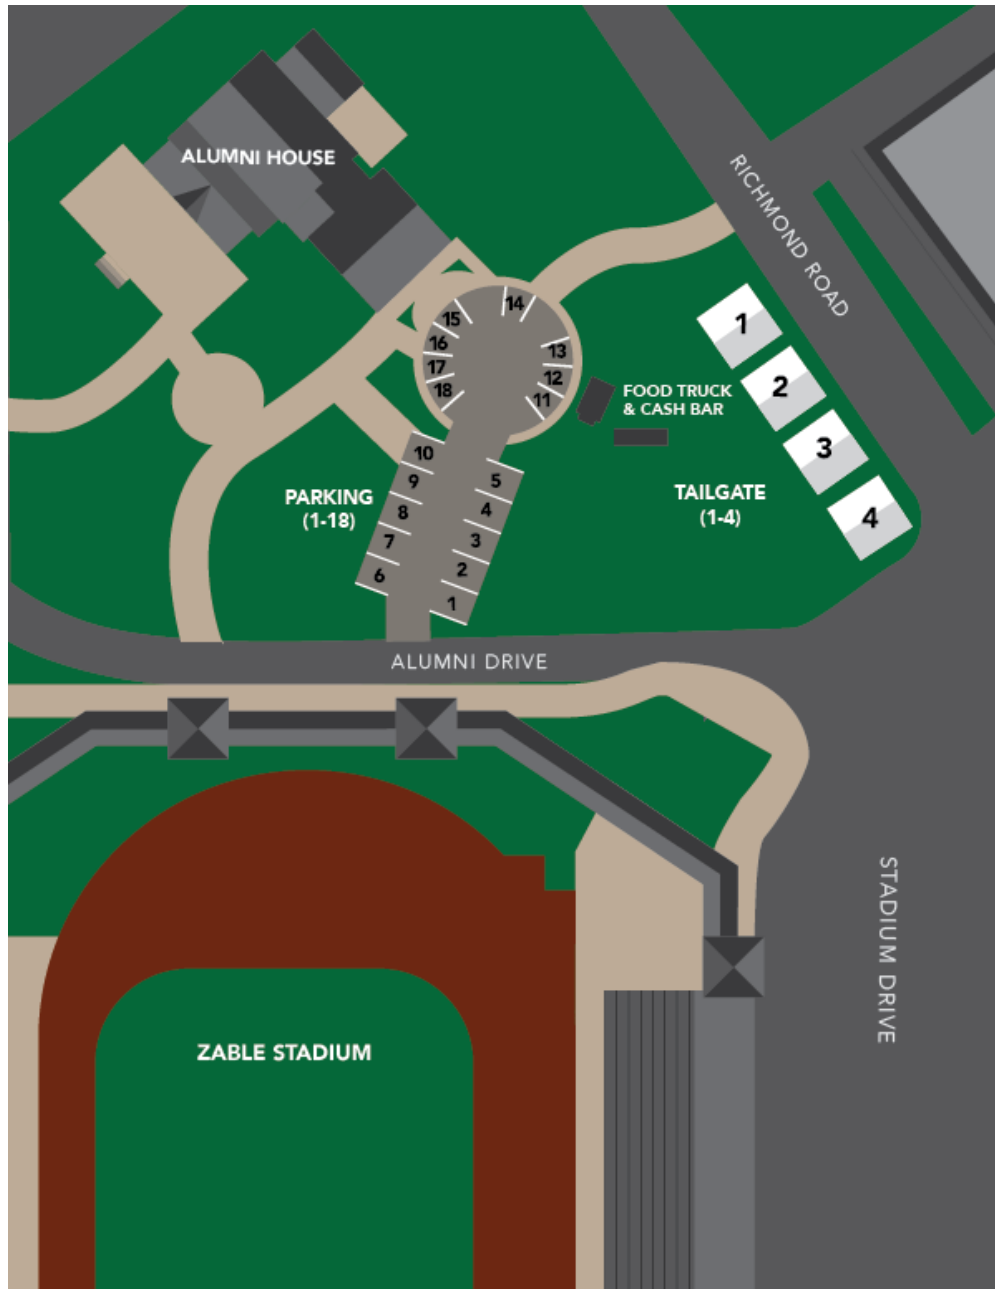 ALUMNI HOUSE
RICHMOND ROAD
14
15
16
17
18
13
12
11
1
2
3
4
FOOD TRUCK
& CASH BAR
TAILGATE
(1-4)
PARKING
(1-18)
10
9
8
7
6
5
4
3
2
1
ALUMNI DRIVE
STADIUM DRIVE
ZABLE STADIUM